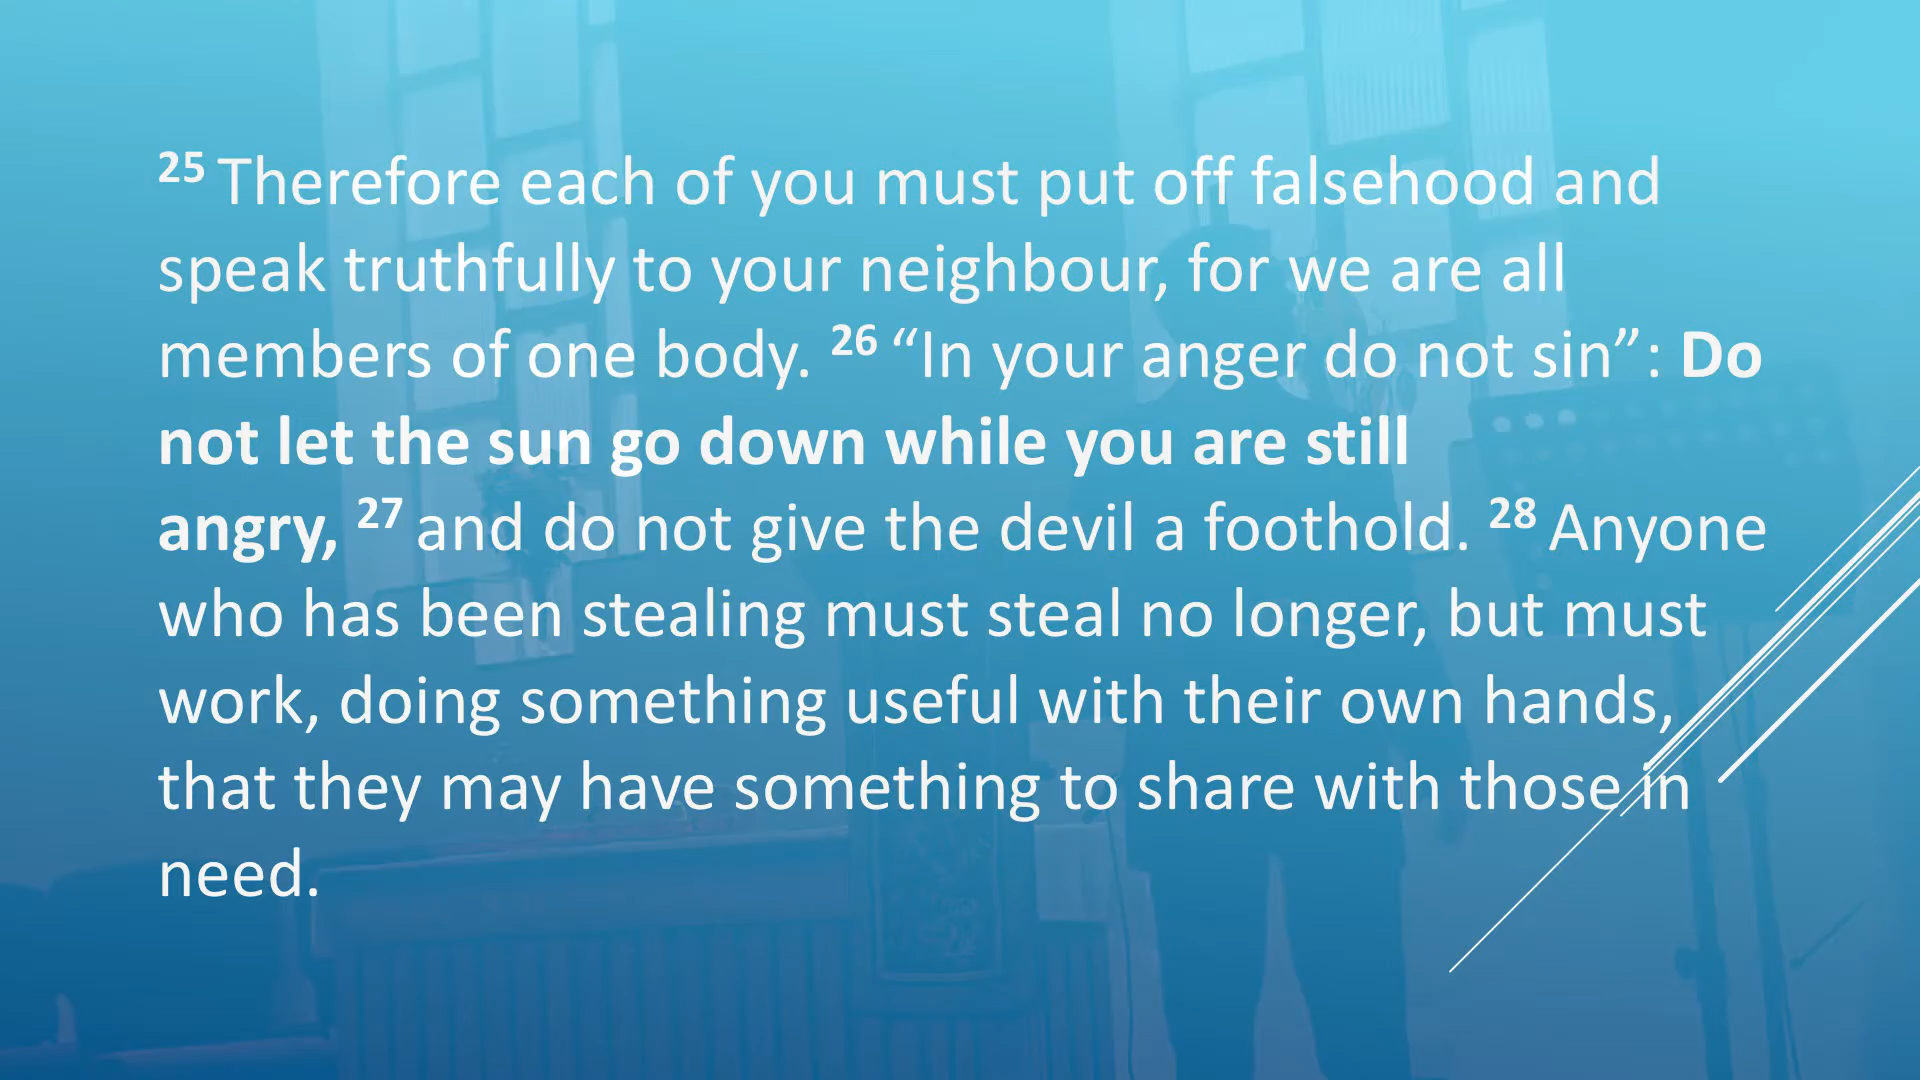 25 Therefore each of you must put off falsehood and
speak truthfully to your neighbour, for we are all
members of one body. 26 “In your anger do not sin”: Do
not let the sun go down while you are still
angry, 27 and do not give the devil a foothold. 28 Anyone
who has been stealing must steal no longer, but must
work, doing something useful with their own hands,
that they may have something to share with those in
need.